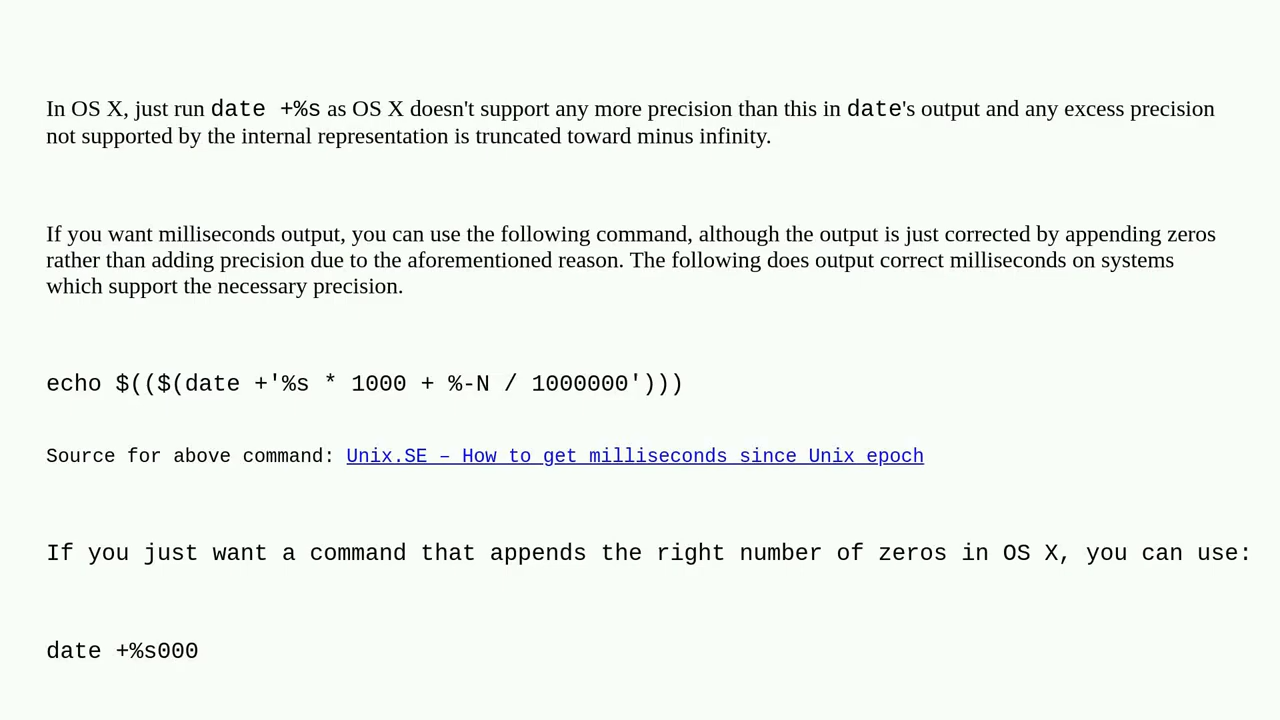 In OS X, just run date +%s as OS X doesn't support any more precision than this in date's output and any excess precision
not supported by the internal representation is truncated toward minus infinity.
If you want milliseconds output, you can use the following command, although the output is just corrected by appending zeros
rather than adding precision due to the aforementioned reason. The following does output correct milliseconds on systems
which support the necessary precision.
echo $(($(date +'%s * 1000 + %-N / 1000000')))
Source for above command: Unix.SE – How to get milliseconds since Unix epoch
If you just want a command that appends the right number of zeros in OS X, you can use:
date +%s000